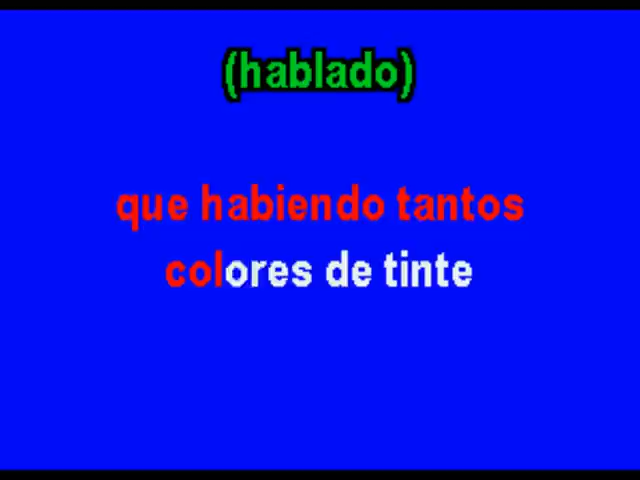 (hablado)
que habiendo tantos
colores de tinte